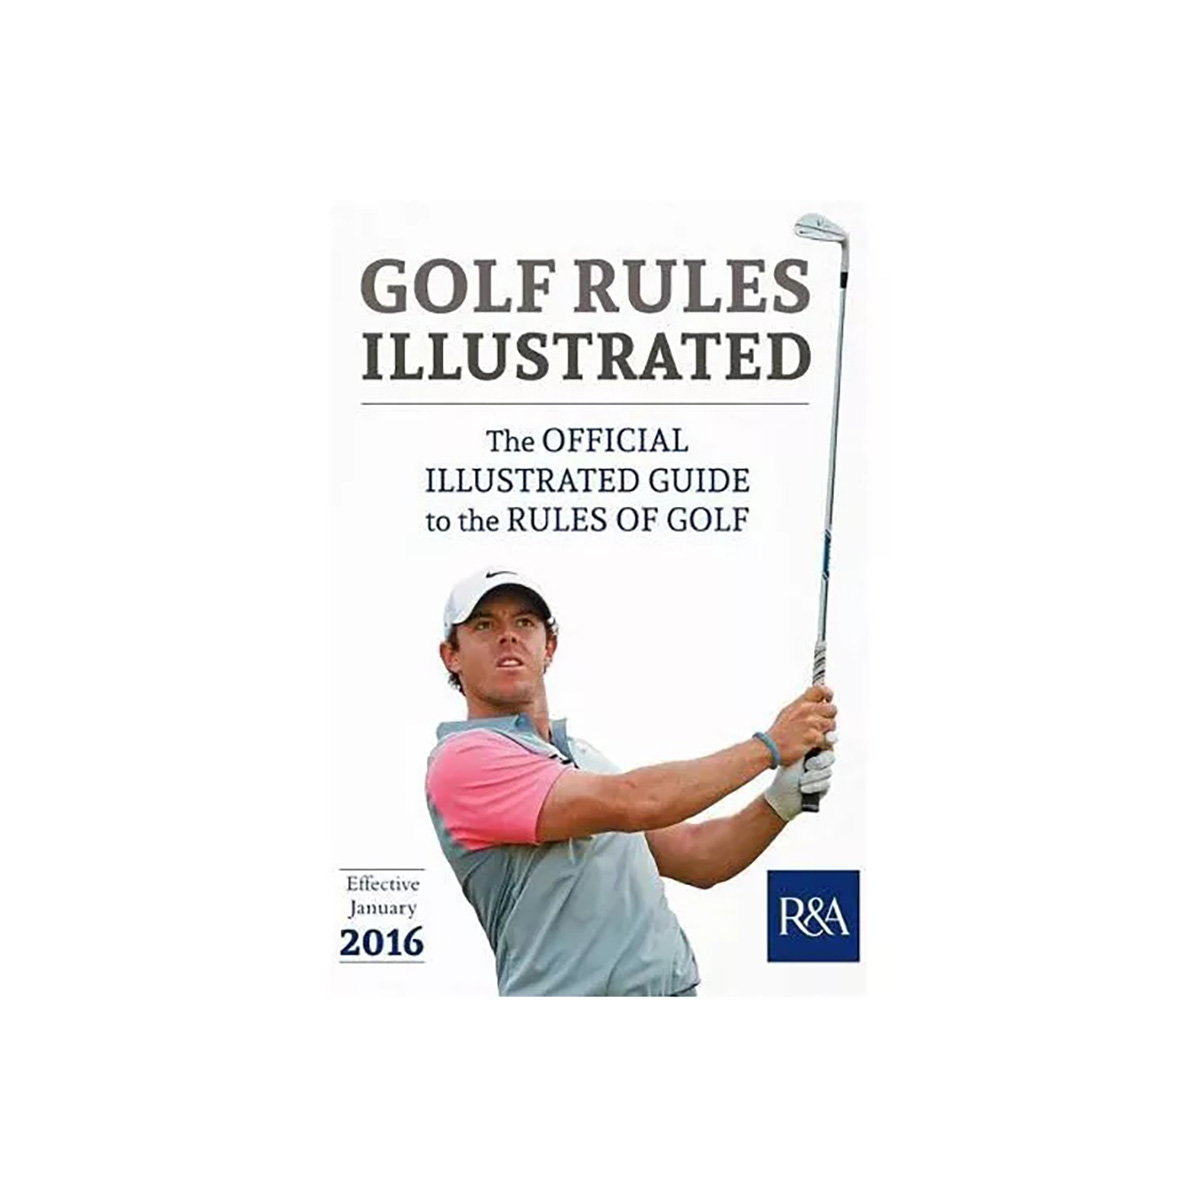 GOLF RULES
ILLUSTRATED
The OFFICIAL
ILLUSTRATED GUIDE
to the RULES OF GOLF
Effective
January
2016
R&A